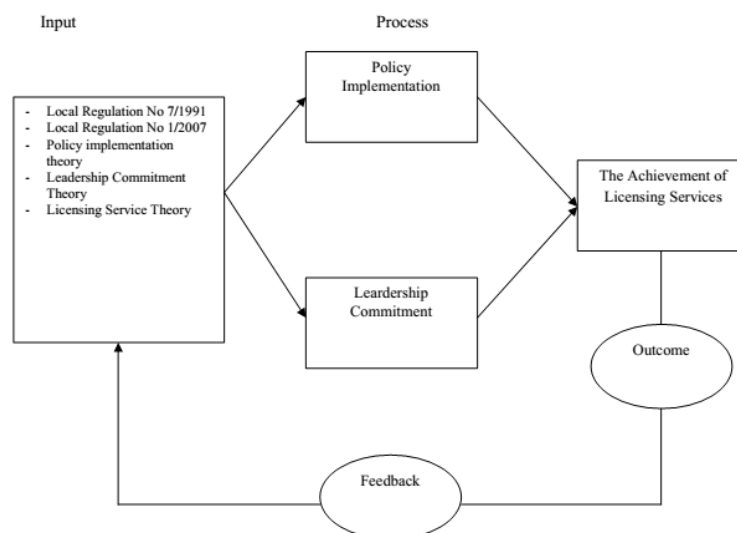 Input
Process
- Local Regulation No 7/1991
- Local Regulation No 1/2007
- Policy implementation
theory
- Leadership Commitment
Theory
- Licensing Service Theory
Policy
Implementation
Leardership
Commitment
The Achievement of
Licensing Services
Outcome
Feedback